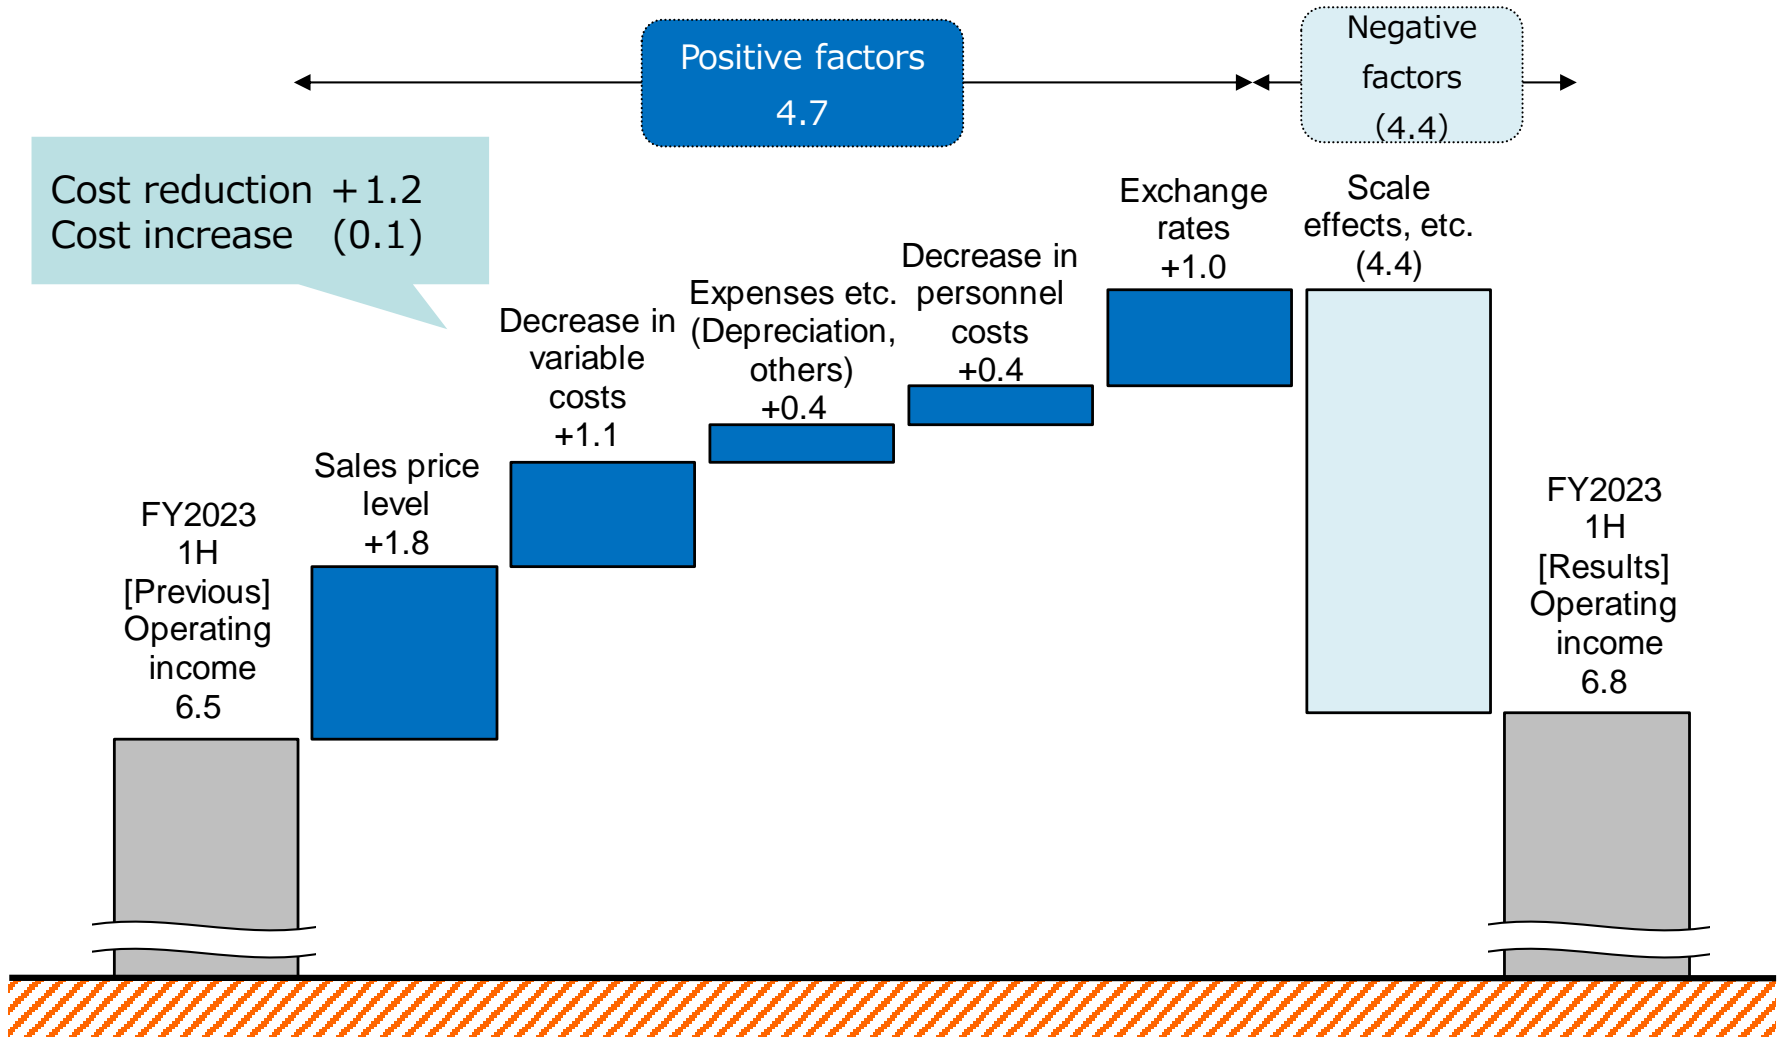 Positive factors
4.7
Negative
factors
(4.4)
Cost reduction +1.2
Cost increase (0.1)
FY2023
1H
[Previous]
Operating
income
6.5
Sales price
level
+1.8
Decrease in
variable
costs
+1.1
Expenses etc.
(Depreciation,
others)
+0.4
Decrease in
personnel
costs
+0.4
Exchange
rates
+1.0
Scale
effects, etc.
(4.4)
FY2023
1H
[Results]
Operating
income
6.8